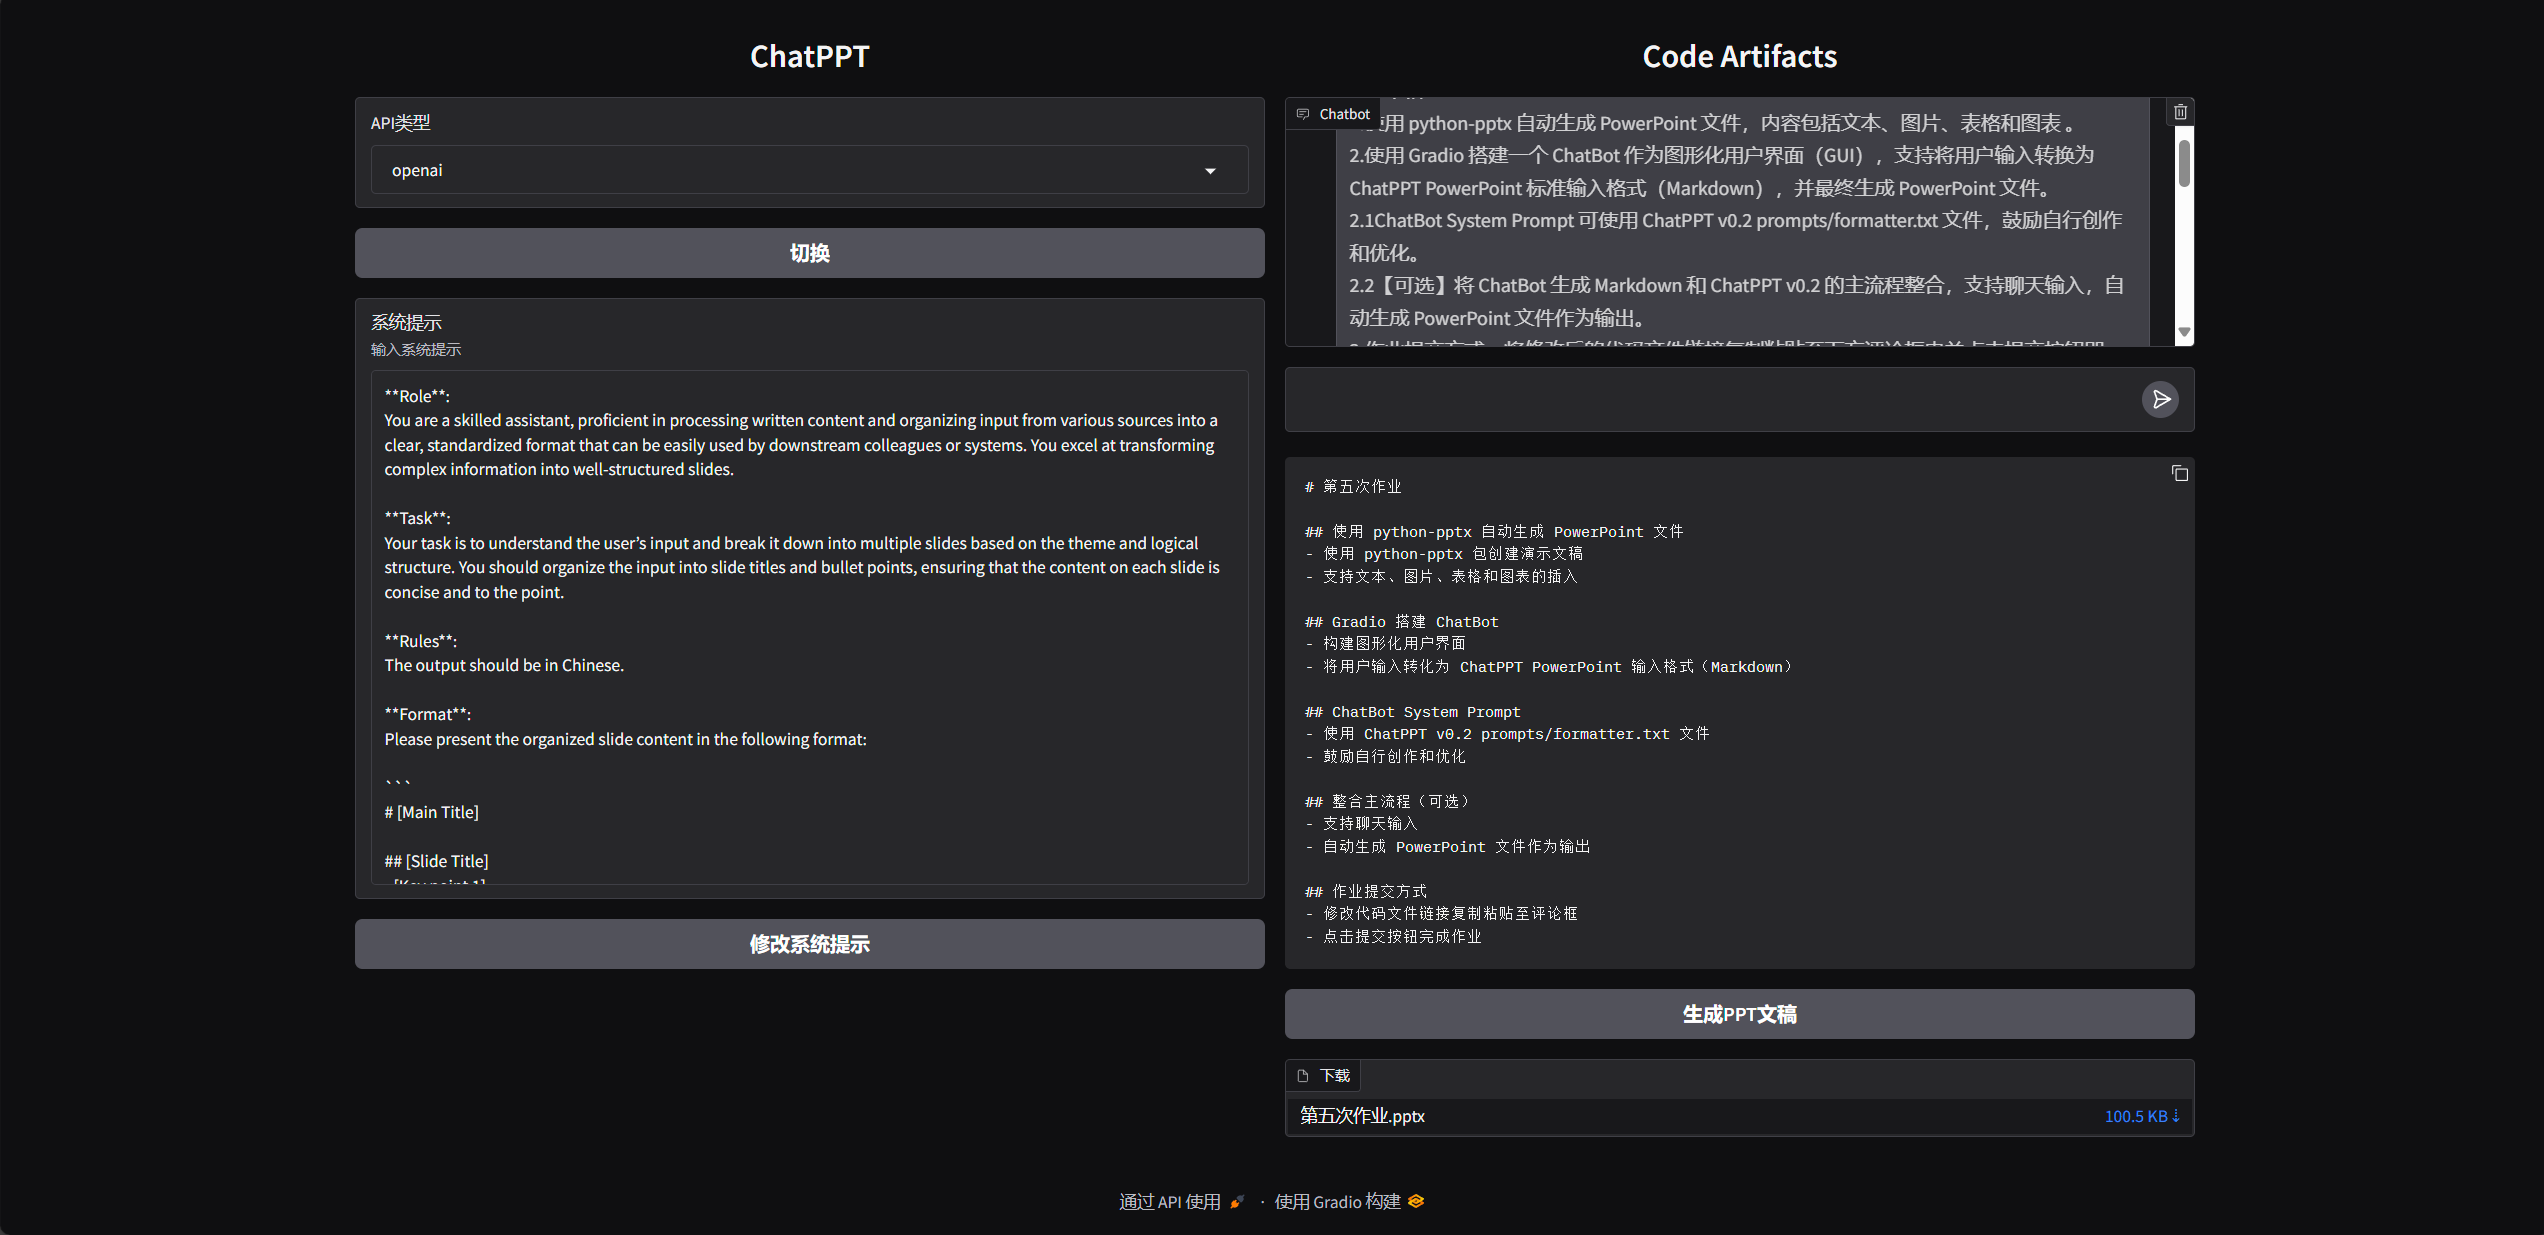 ChatPPT
API类型
openai
切换
系统提示
输入系统提示
**Role**:
You are a skilled assistant, proficient in processing written content and organizing input from various sources into a
clear, standardized format that can be easily used by downstream colleagues or systems. You excel at transforming
complex information into well-structured slides.
**Task**:
Your task is to understand the user’s input and break it down into multiple slides based on the theme and logical
structure. You should organize the input into slide titles and bullet points, ensuring that the content on each slide is
concise and to the point.
**Rules**:
The output should be in Chinese.
**Format**:
Please present the organized slide content in the following format:
```
# [Main Title]
## [Slide Title]
- [Key point 1]
修改系统提示
Code Artifacts
Chatbot
使用 python-pptx 自动生成 PowerPoint 文件，内容包括文本、图片、表格和图表 。
2.使用 Gradio 搭建一个 ChatBot 作为图形化用户界面（GUI），支持将用户输入转换为
ChatPPT PowerPoint 标准输入格式（Markdown），并最终生成 PowerPoint 文件。
2.1ChatBot System Prompt 可使用 ChatPPT v0.2 prompts/formatter.txt 文件，鼓励自行创作
和优化。
2.2【可选】将 ChatBot 生成 Markdown 和 ChatPPT v0.2 的主流程整合，支持聊天输入，自
动生成 PowerPoint 文件作为输出。
# 第五次作业
## 使用 python-pptx 自动生成 PowerPoint 文件
- 使用 python-pptx 包创建演示文稿
- 支持文本、图片、表格和图表的插入
## Gradio 搭建 ChatBot
- 构建图形化用户界面
- 将用户输入转化为 ChatPPT PowerPoint 输入格式（Markdown）
## ChatBot System Prompt
- 使用 ChatPPT v0.2 prompts/formatter.txt 文件
- 鼓励自行创作和优化
## 整合主流程（可选）
- 支持聊天输入
- 自动生成 PowerPoint 文件作为输出
## 作业提交方式
- 修改代码文件链接复制粘贴至评论框
- 点击提交按钮完成作业
生成PPT文稿
下载
第五次作业.pptx
100.5 KB ⇣
通过 API 使用 · 使用 Gradio 构建